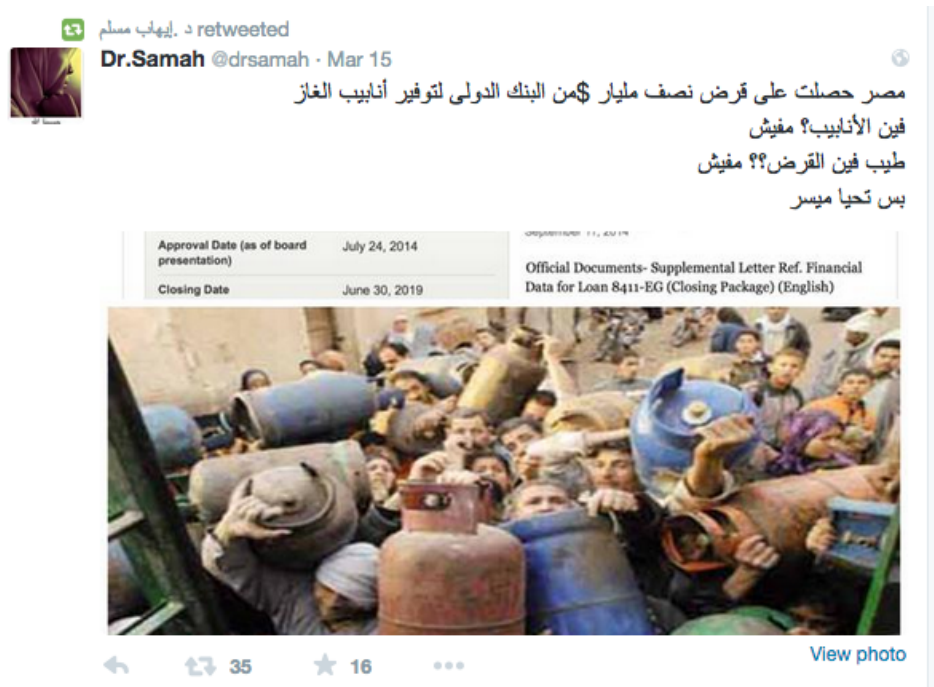 د .إيهاب مسلم retweeted
Dr.Samah @drsamah · Mar 15
مصر حصلت على قرض نصف مليار $من البنك الدولى لتوفير أنابيب الغاز
فين الأنابيب؟ مفيش
طيب فين القرض؟؟ مفيش
بس تحيا ميسر
Approval Date (as of board presentation)
July 24, 2014
Closing Date
June 30, 2019
September 11, 2014
Official Documents- Supplemental Letter Ref. Financial
Data for Loan 8411-EG (Closing Package) (English)
35
16
View photo